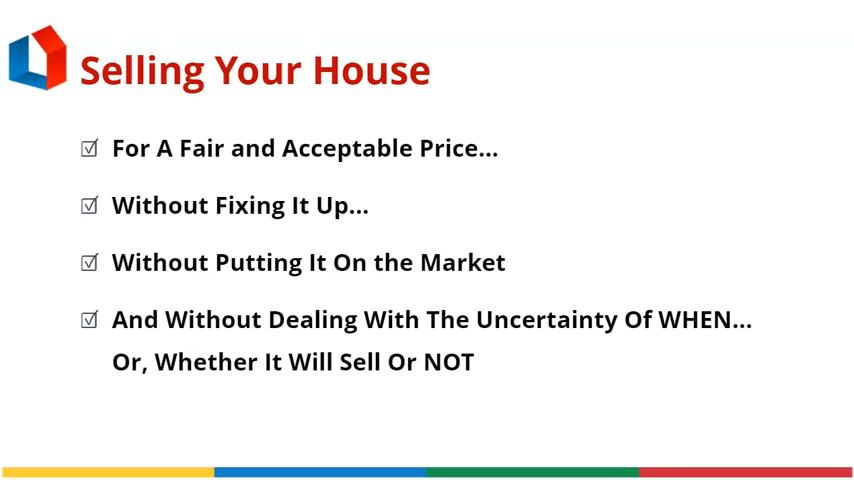 Selling Your House
☑ For A Fair and Acceptable Price...
☑ Without Fixing It Up...
☑ Without Putting It On the Market
☑ And Without Dealing With The Uncertainty Of WHEN...
Or, Whether It Will Sell Or NOT